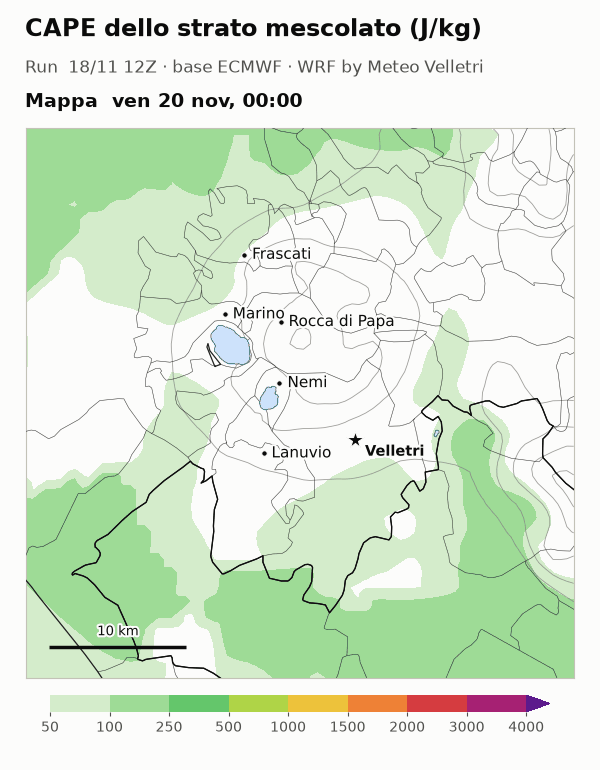 CAPE dello strato mescolato (J/kg)
Run  18/11 12Z · base ECMWF · WRF by Meteo Velletri
Mappa  ven 20 nov, 00:00
Frascati
Marino
Rocca di Papa
Nemi
Velletri
Lanuvio
10 km
50 100 250 500 1000 1500 2000 3000 4000